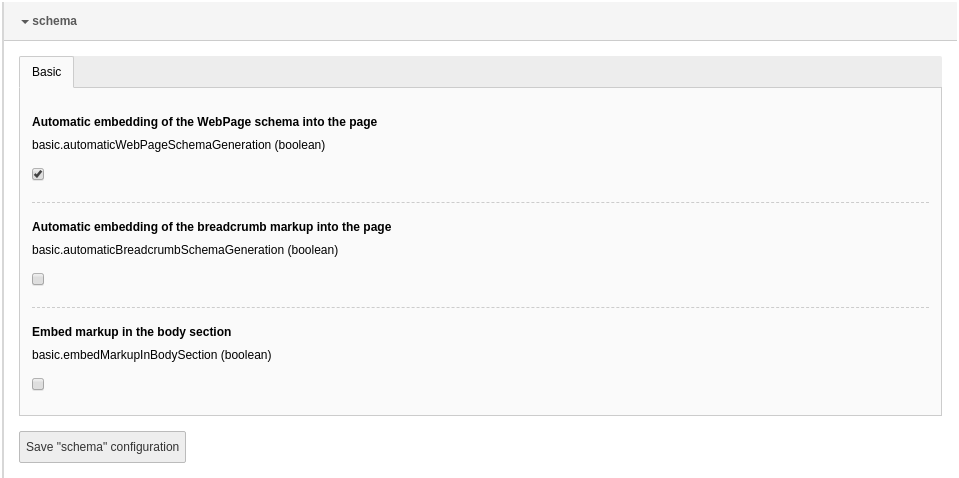 schema
Basic
Automatic embedding of the WebPage schema into the page
basic.automaticWebPageSchemaGeneration (boolean)
Automatic embedding of the breadcrumb markup into the page
basic.automaticBreadcrumbSchemaGeneration (boolean)
Embed markup in the body section
basic.embedMarkupInBodySection (boolean)
Save "schema" configuration